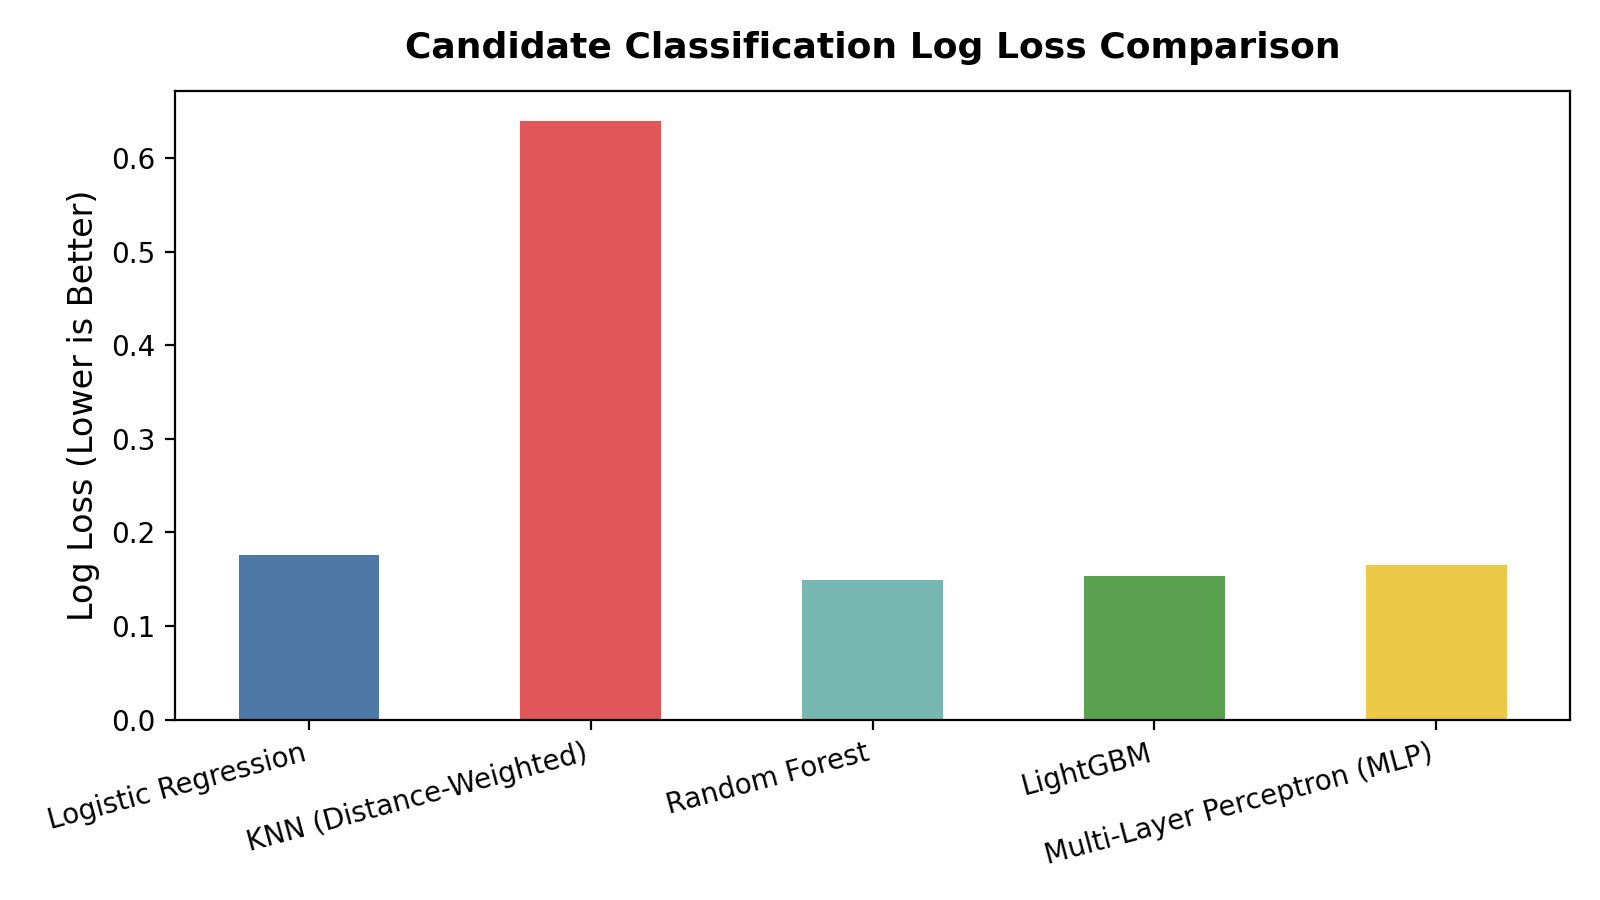 Candidate Classification Log Loss Comparison
Log Loss (Lower is Better)
0.6
0.5
0.4
0.3
0.2
0.1
0.0
Logistic Regression
KNN (Distance-Weighted)
Random Forest
LightGBM
Multi-Layer Perceptron (MLP)